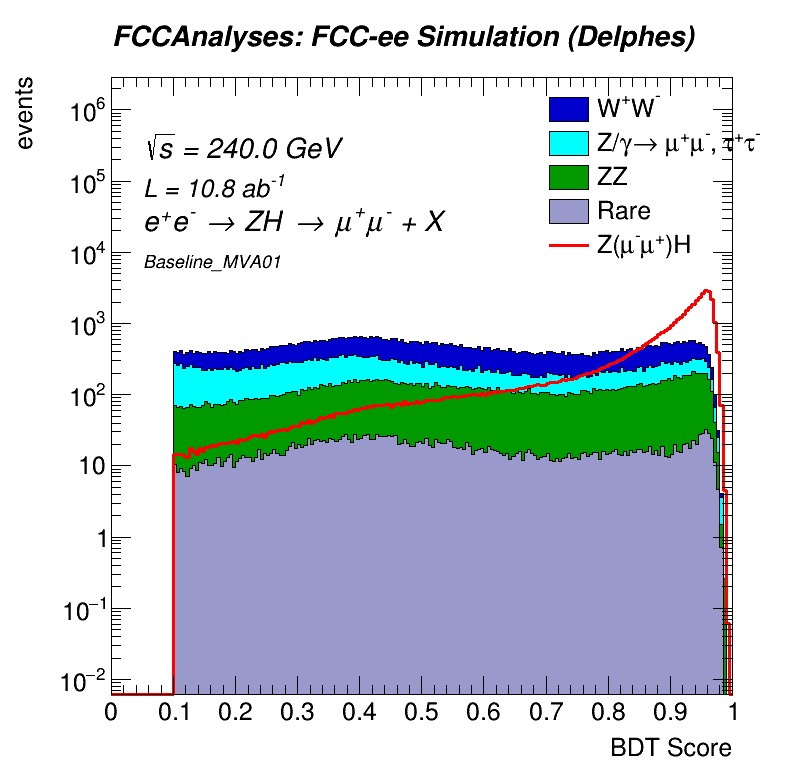 FCCAnalyses: FCC-ee Simulation (Delphes)
events
10⁶
10⁵
10⁴
10³
10²
10
1
10⁻¹
10⁻²
√s = 240.0 GeV
L = 10.8 ab⁻¹
e⁺e⁻ → ZH → μ⁺μ⁻ + X
Baseline_MVA01
W⁺W⁻
Z/γ→ μ⁺μ⁻, τ⁺τ⁻
ZZ
Rare
Z(μ⁻μ⁺)H
0 0.1 0.2 0.3 0.4 0.5 0.6 0.7 0.8 0.9 1
BDT Score